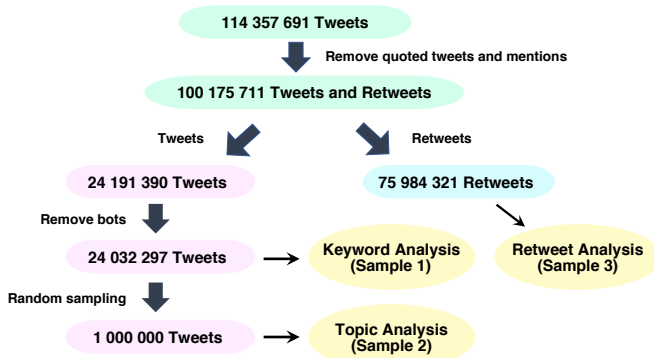 114 357 691 Tweets
Remove quoted tweets and mentions
100 175 711 Tweets and Retweets
Tweets
Retweets
24 191 390 Tweets
75 984 321 Retweets
Remove bots
24 032 297 Tweets
Keyword Analysis
(Sample 1)
Retweet Analysis
(Sample 3)
Random sampling
1 000 000 Tweets
Topic Analysis
(Sample 2)